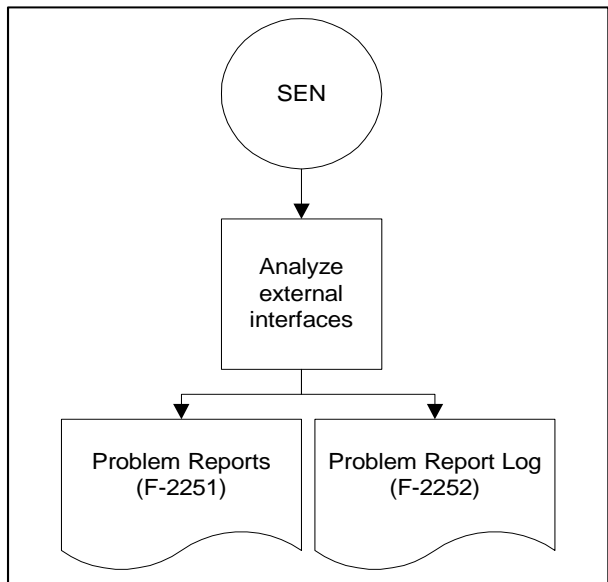 SEN
Analyze
external
interfaces
Problem Reports
(F-2251)
Problem Report Log
(F-2252)